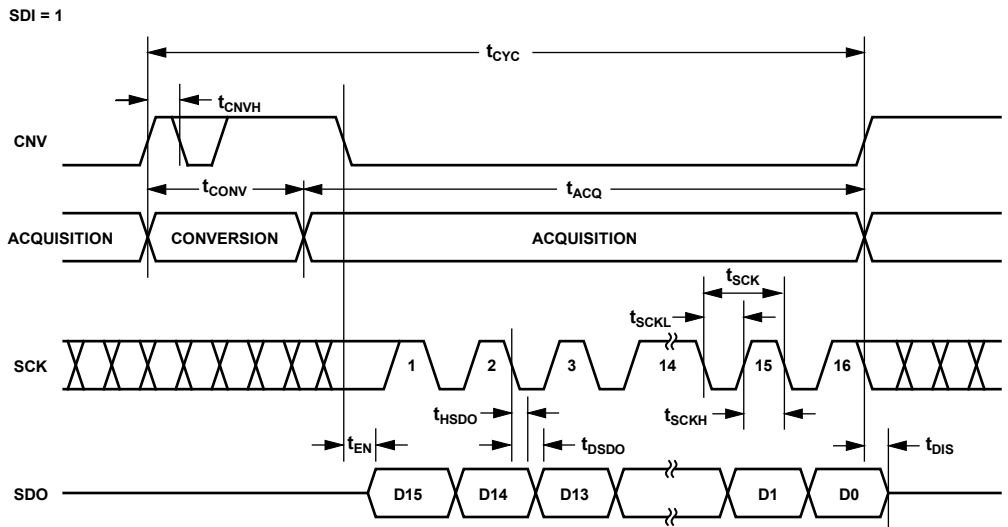 SDI = 1
tCYC
tCNVH
CNV
tCONV
tACQ
ACQUISITION
CONVERSION
ACQUISITION
tSCK
tSCKL
SCK
1
2
3
14
15
16
tHSDO
tSCKH
tEN
tDSDO
tDIS
SDO
D15
D14
D13
D1
D0